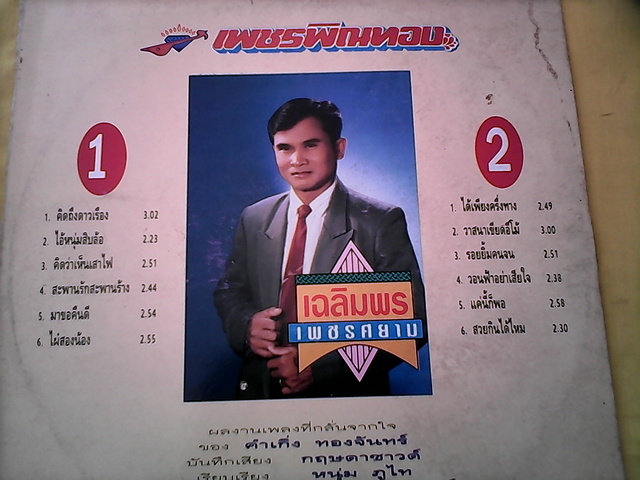 เพชรพิณทอง
1
1. คิดถึงดาวเรือง 3.02
2. ไอ้หนุ่มสิบล้อ 2.23
3. คิดว่าเห็นเสาไฟ 2.51
4. สะพานรักสะพานร้าง 2.44
5. มาขอคืนดี 2.54
6. ไผ่สองน้อง 2.55
เฉลิมพร
เพชรศยาม
2
1. ได้เพียงครึ่งทาง 2.49
2. วาสนาเขียดอีโม้ 3.00
3. รอยยิ้มคนจน 2.51
4. วอนฟ้าอย่าเสียใจ 2.38
5. แค่นี้ก็พอ 2.58
6. สวยกินได้ไหม 2.30
ผลงานเพลงที่กลั่นจากใจ
ของ คำเกิ่ง ทองจันทร์
บันทึกเสียง กฤษดาซาวด์
เรียบเรียง หนุ่ม ภูไท